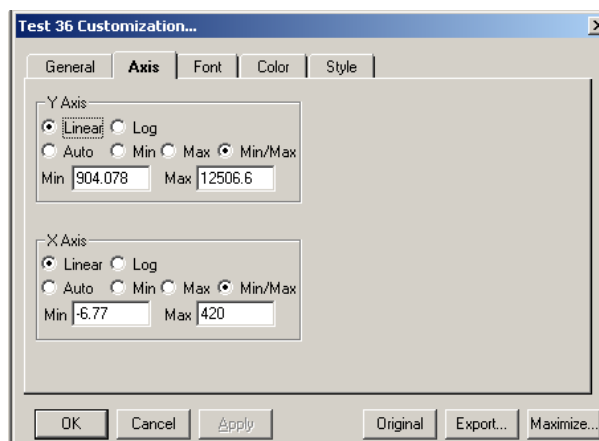 Test 36 Customization...
General Axis Font Color Style
Y Axis
Linear Log
Auto Min Max Min/Max
Min 904.078 Max 12506.6
X Axis
Linear Log
Auto Min Max Min/Max
Min -6.77 Max 420
OK Cancel Apply Original Export... Maximize...